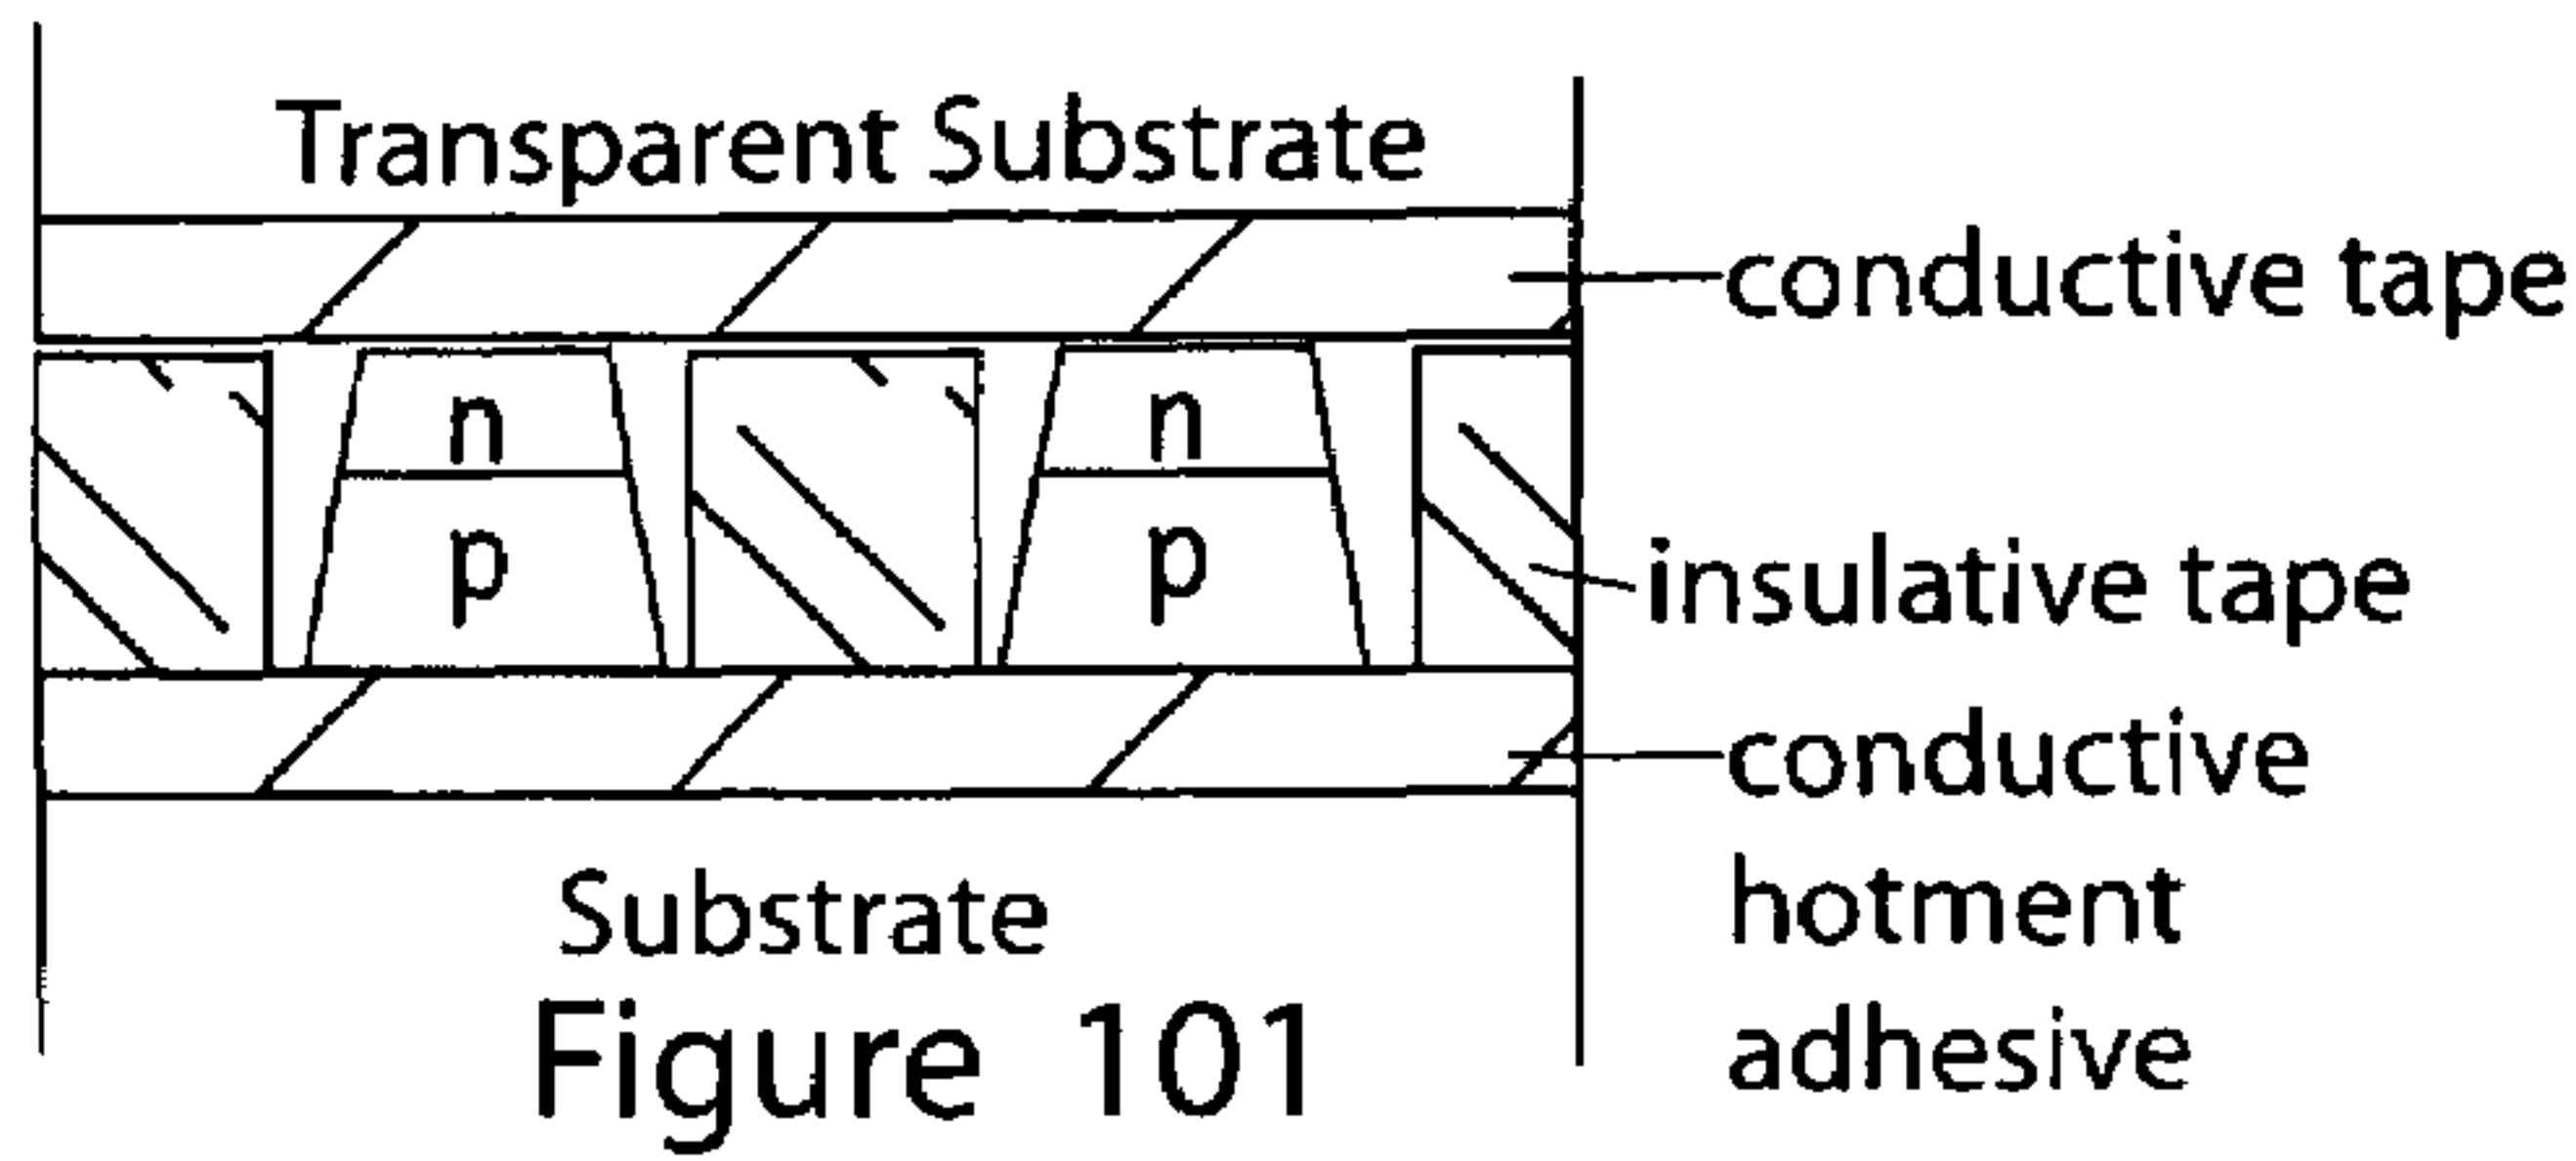 Transparent Substrate
conductive tape
n
n
p
p
insulative tape
conductive
hotment
adhesive
Substrate
Figure 101